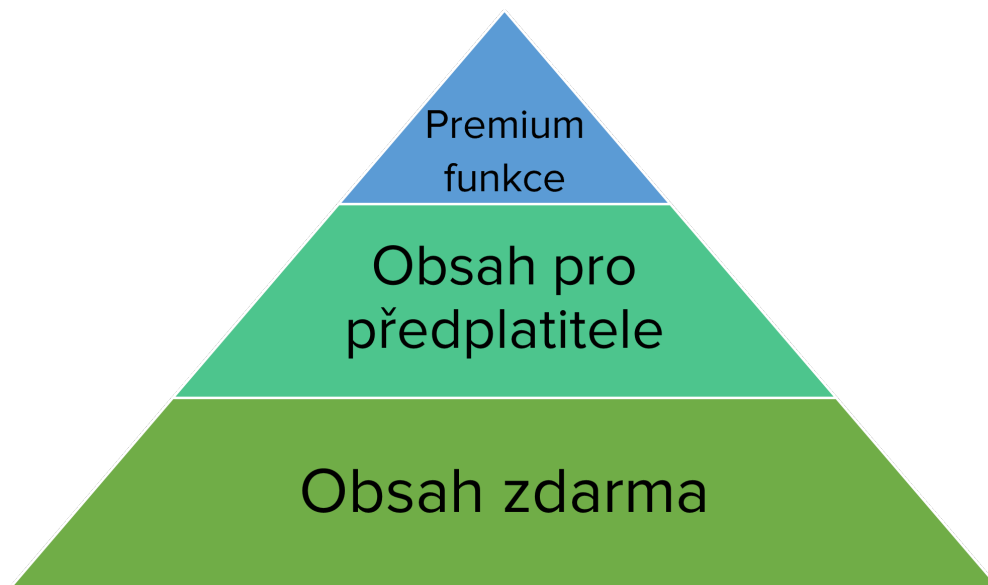 Premium
funkce
Obsah pro
předplatitele
Obsah zdarma